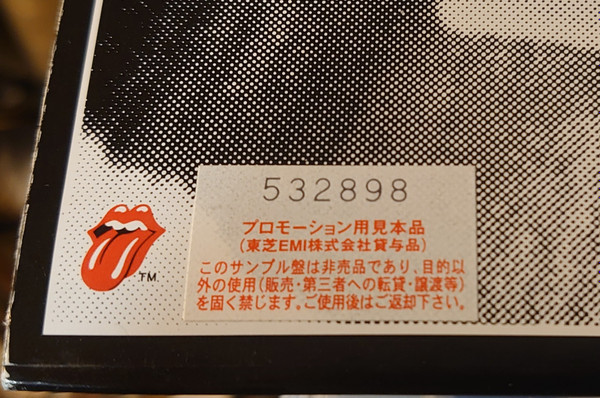 532898
プロモーション用見本品
(東芝EMI株式会社貸与品)
このサンプル盤は非売品であり、目的以
外の使用(販売・第三者への転貸・譲渡等)
を固く禁じます。ご使用後はご返却下さい。
TM